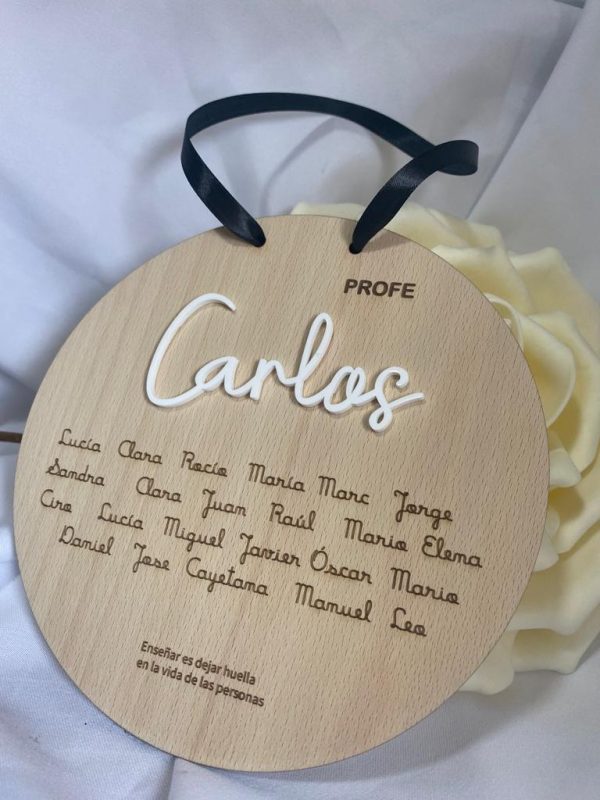 PROFE
Carlos
Lucía Clara Rocío María Marc Jorge
Sandra Clara Juan Raúl Mario Elena
Ciro Lucía Miguel Javier Óscar Mario
Daniel Jose Cayetana Manuel Leo
Enseñar es dejar huella
en la vida de las personas